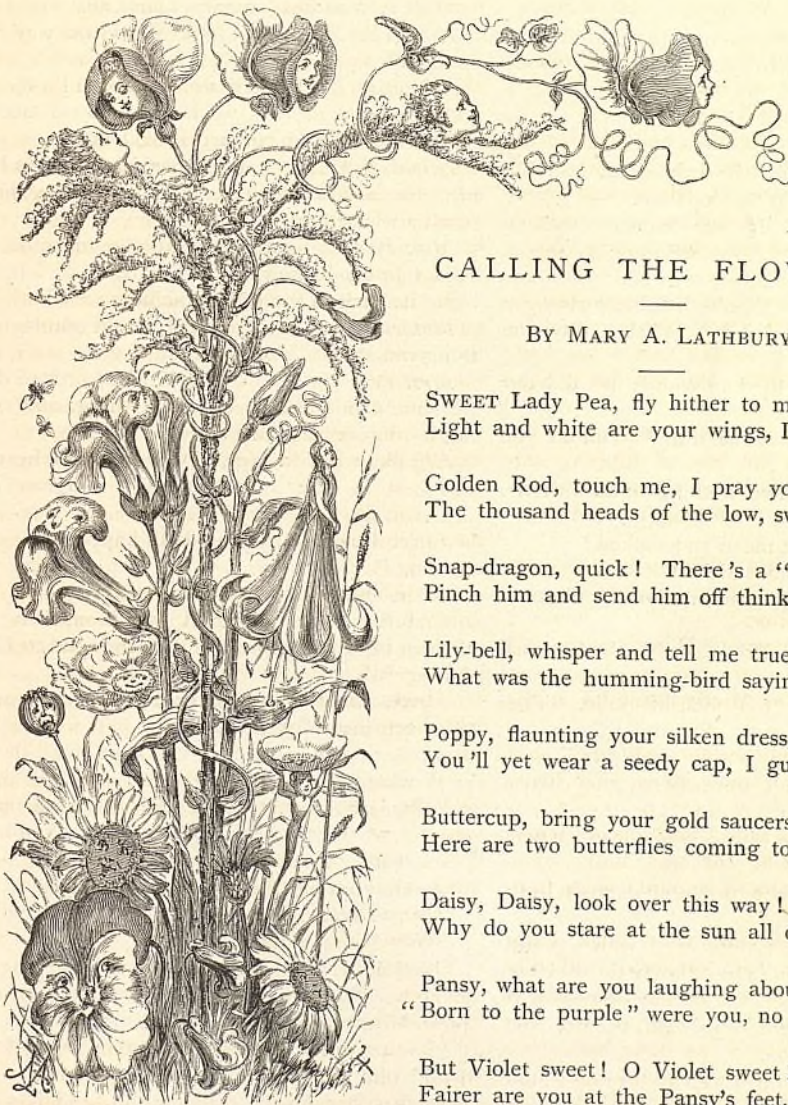 CALLING THE FLO
BY MARY A. LATHBURY
SWEET Lady Pea, fly hither to m
Light and white are your wings, I
Golden Rod, touch me, I pray yo
The thousand heads of the low, sw
Snap-dragon, quick! There's a "
Pinch him and send him off think
Lily-bell, whisper and tell me true
What was the humming-bird sayin
Poppy, flaunting your silken dress
You'll yet wear a seedy cap, I gu
Buttercup, bring your gold saucers
Here are two butterflies coming to
Daisy, Daisy, look over this way!
Why do you stare at the sun all
Pansy, what are you laughing abou
"Born to the purple" were you, no
But Violet sweet! O Violet sweet
Fairer are you at the Pansy's feet.